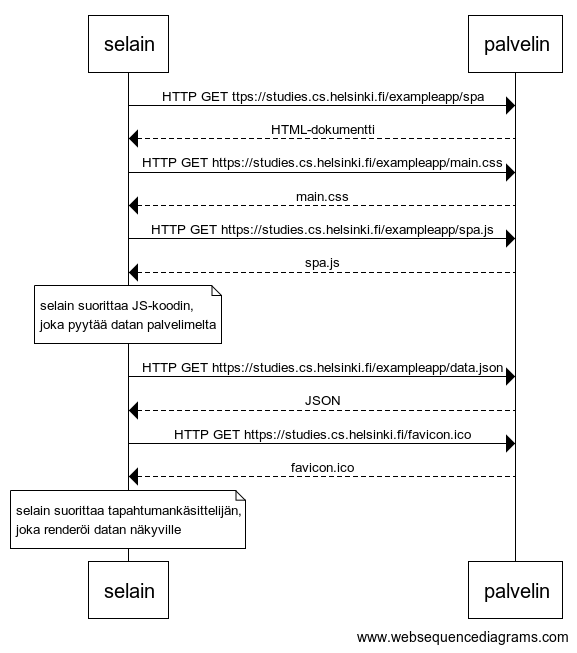 selain
palvelin
HTTP GET ttps://studies.cs.helsinki.fi/exampleapp/spa
HTML-dokumentti
HTTP GET https://studies.cs.helsinki.fi/exampleapp/main.css
main.css
HTTP GET https://studies.cs.helsinki.fi/exampleapp/spa.js
spa.js
selain suorittaa JS-koodin,
joka pyytää datan palvelimelta
HTTP GET https://studies.cs.helsinki.fi/exampleapp/data.json
JSON
HTTP GET https://studies.cs.helsinki.fi/favicon.ico
favicon.ico
selain suorittaa tapahtumankäsittelijän,
joka renderöi datan näkyville
selain
palvelin
www.websequencediagrams.com